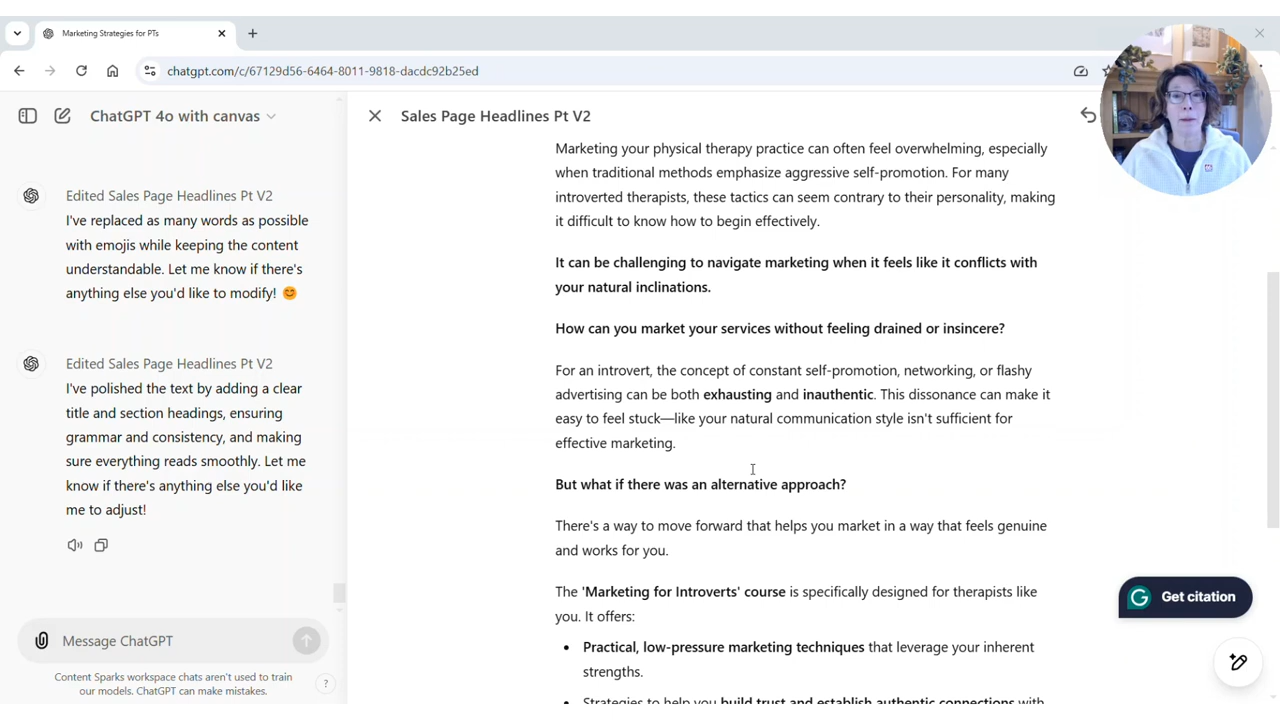 Marketing Strategies for PTs
chatgpt.com/c/67129d56-6464-8011-9818-dacdc92b25ed
ChatGPT 4o with canvas
Edited Sales Page Headlines Pt V2
I've replaced as many words as possible
with emojis while keeping the content
understandable. Let me know if there's
anything else you'd like to modify! 😊
Edited Sales Page Headlines Pt V2
I've polished the text by adding a clear
title and section headings, ensuring
grammar and consistency, and making
sure everything reads smoothly. Let me
know if there's anything else you'd like
me to adjust!
Message ChatGPT
Content Sparks workspace chats aren't used to train
our models. ChatGPT can make mistakes.
?
Sales Page Headlines Pt V2
Marketing your physical therapy practice can often feel overwhelming, especially
when traditional methods emphasize aggressive self-promotion. For many
introverted therapists, these tactics can seem contrary to their personality, making
it difficult to know how to begin effectively.
It can be challenging to navigate marketing when it feels like it conflicts with
your natural inclinations.
How can you market your services without feeling drained or insincere?
For an introvert, the concept of constant self-promotion, networking, or flashy
advertising can be both exhausting and inauthentic. This dissonance can make it
easy to feel stuck—like your natural communication style isn't sufficient for
effective marketing.
But what if there was an alternative approach?
There's a way to move forward that helps you market in a way that feels genuine
and works for you.
The 'Marketing for Introverts' course is specifically designed for therapists like
you. It offers:
• Practical, low-pressure marketing techniques that leverage your inherent
strengths.
• Strategies to help you build trust and establish authentic connections with
Get citation